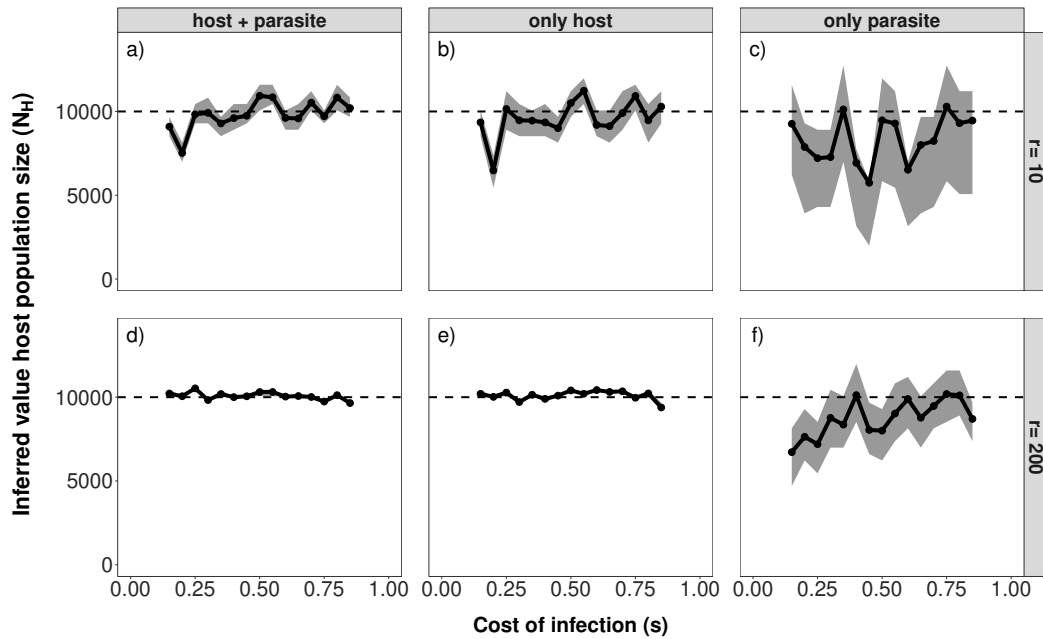 host + parasite
only host
only parasite
a)
b)
c)
10000
5000
0
r= 10
Inferred value host population size (N_H)
d)
e)
f)
10000
5000
0
r= 200
0.00 0.25 0.50 0.75 1.00
0.00 0.25 0.50 0.75 1.00
0.00 0.25 0.50 0.75 1.00
Cost of infection (s)